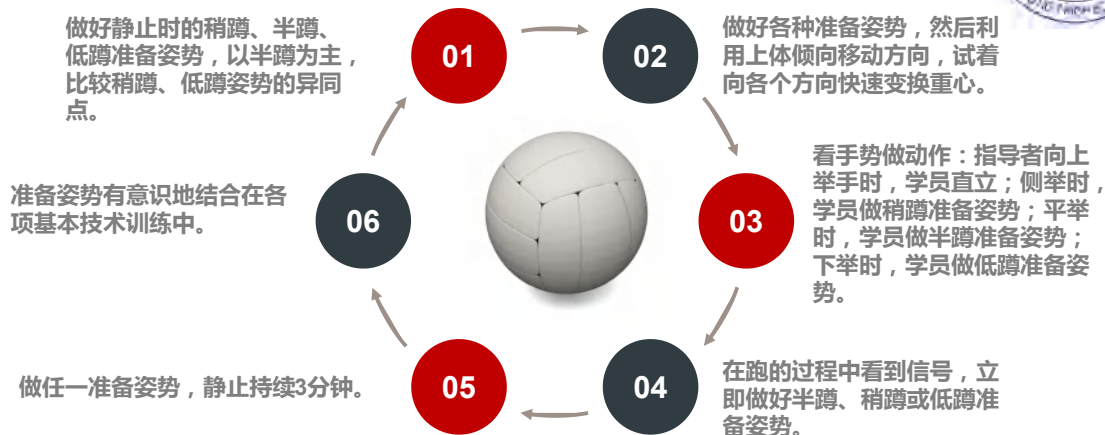 01
做好静止时的稍蹲、半蹲、
低蹲准备姿势，以半蹲为主，
比较稍蹲、低蹲姿势的异同
点。
02
做好各种准备姿势，然后利
用上体倾向移动方向，试着
向各个方向快速变换重心。
03
看手势做动作：指导者向上
举手时，学员直立；侧举时，
学员做稍蹲准备姿势；平举
时，学员做半蹲准备姿势；
下举时，学员做低蹲准备姿
势。
04
在跑的过程中看到信号，立
即做好半蹲、稍蹲或低蹲准
备姿势。
05
做任一准备姿势，静止持续3分钟。
06
准备姿势有意识地结合在各
项基本技术训练中。